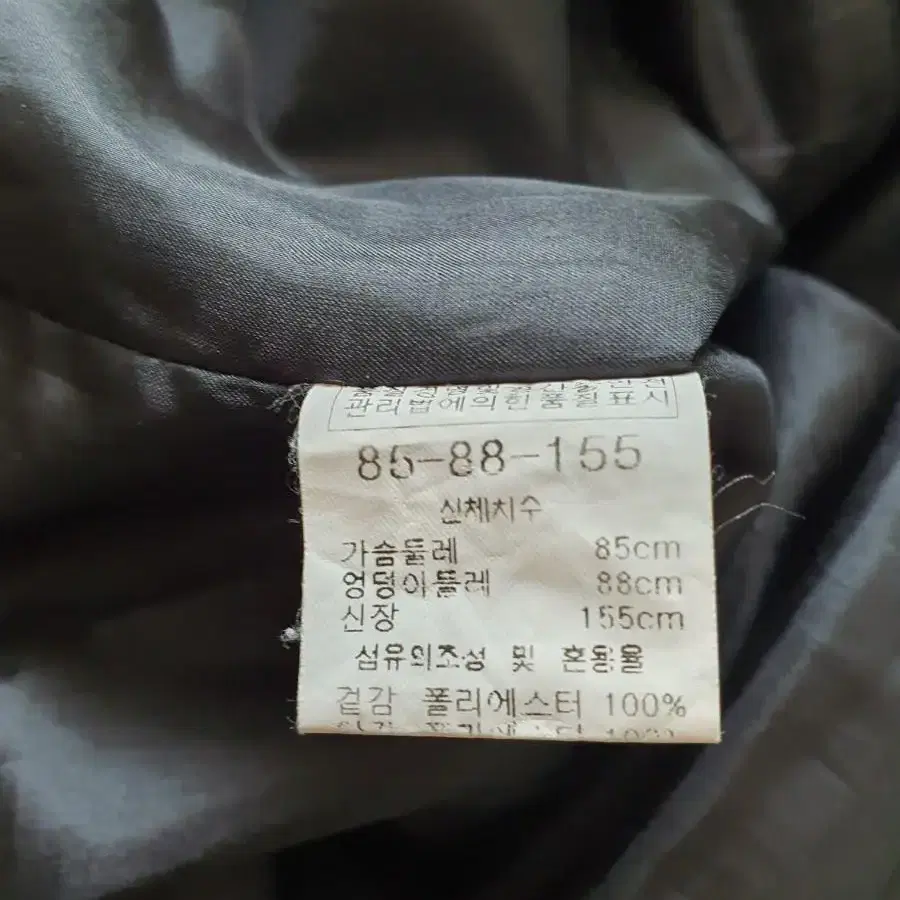 관리법에의한품질표시
85-88-155
신체치수
가슴둘레 85cm
엉덩이둘레 88cm
신장 155cm
섬유의조성 및 혼용율
겉감 폴리에스터 100%